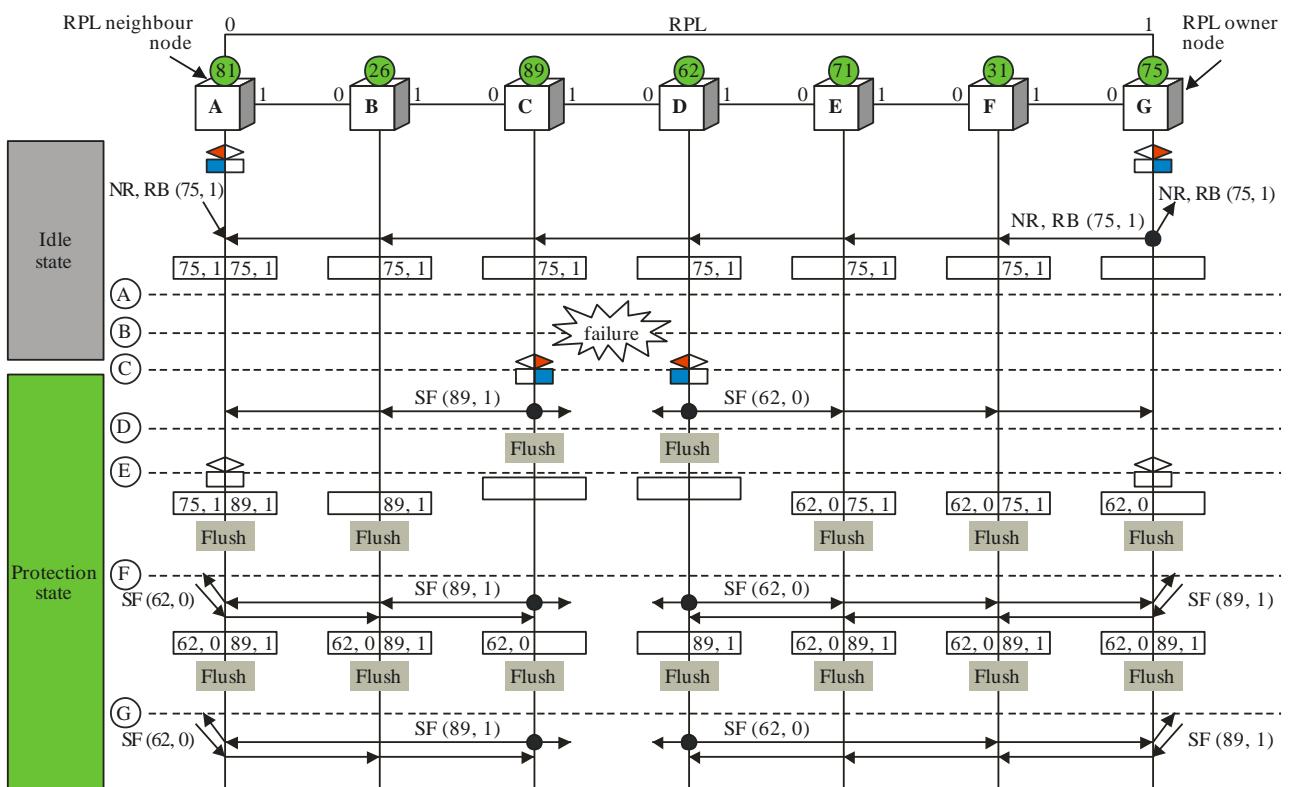 RPL neighbour
node
0
RPL
1
RPL owner
node
81
26
89
62
71
31
75
A
1
0
B
1
0
C
1
0
D
1
0
E
1
0
F
1
0
G
NR, RB (75, 1)
NR, RB (75, 1)
NR, RB (75, 1)
Idle
state
75, 1 75, 1
75, 1
75, 1
75, 1
75, 1
75, 1
A
B
failure
C
SF (89, 1)
SF (62, 0)
D
Flush
Flush
E
75, 1 89, 1
89, 1
62, 0 75, 1
62, 0 75, 1
62, 0
Flush
Flush
Flush
Flush
Flush
Protection
state
F
SF (62, 0)
SF (89, 1)
SF (62, 0)
SF (89, 1)
62, 0 89, 1
62, 0 89, 1
62, 0
89, 1
62, 0 89, 1
62, 0 89, 1
62, 0 89, 1
Flush
Flush
Flush
Flush
Flush
Flush
Flush
G
SF (62, 0)
SF (89, 1)
SF (62, 0)
SF (89, 1)